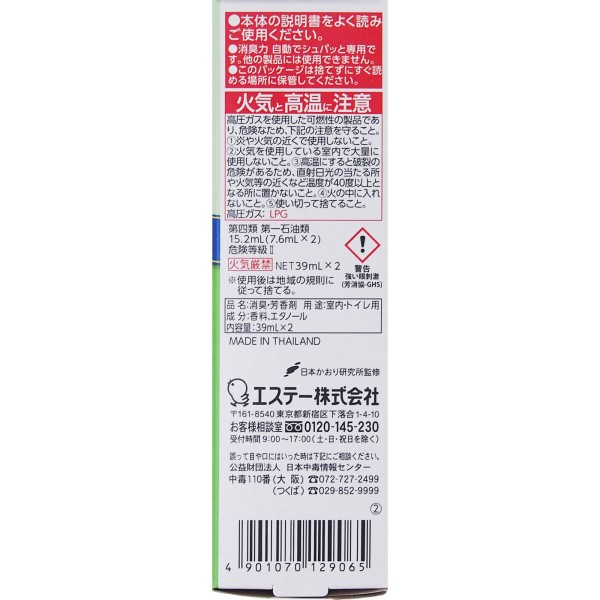 ●本体の説明書をよく読み
ご使用ください。
●消臭力 自動でシュパッと専用で
す。他の製品には使用できません。
●このパッケージは捨てずにすぐ読
める場所に保管してください。
火気と高温に注意
高圧ガスを使用した可燃性の製品であ
り、危険なため、下記の注意を守ること。
①炎や火気の近くで使用しないこと。
②火気を使用している室内で大量に
使用しないこと。③高温にすると破裂の
危険があるため、直射日光の当たる所
や火気等の近くなど温度が40度以上と
なる所に置かないこと。④火の中に入れ
ないこと。⑤使い切って捨てること。
高圧ガス: LPG
第四類 第一石油類
15.2mL(7.6mL×2)
危険等級Ⅱ
火気厳禁 NET39mL×2
※使用後は地域の規則に
従って捨てる。
警告
強い眼刺激
(芳消協-GHS)
品 名:消臭・芳香剤 用 途:室内・トイレ用
成 分:香料、エタノール
内容量:39mL×2
MADE IN THAILAND
日本かおり研究所監修
エステー株式会社
〒161-8540 東京都新宿区下落合1-4-10
お客様相談室 0120-145-230
受付時間 9:00〜17:00(土・日・祝日を除く)
誤って目や口にはいった時は下記にご相談ください。
公益財団法人 日本中毒情報センター
中毒110番(大 阪)☎072-727-2499
(つくば)☎029-852-9999
②
4 901070 129065